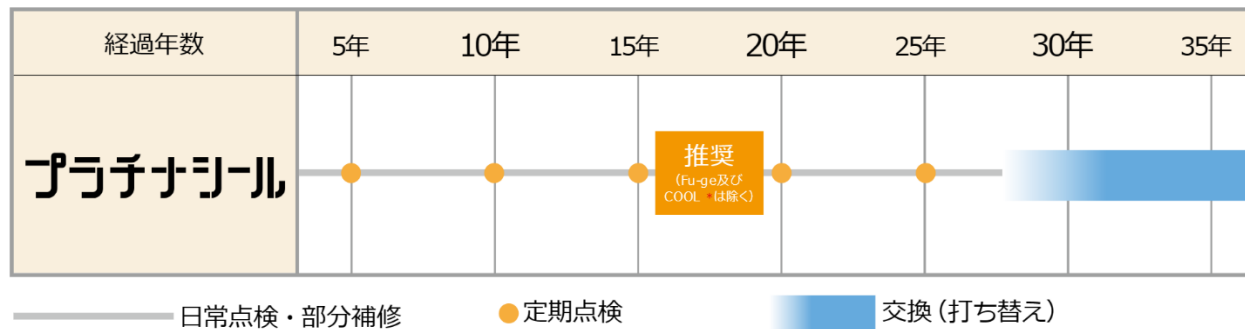 経過年数 5年 10年 15年 20年 25年 30年 35年
プラチナシール
推奨
(Fu-ge及び
COOL *は除く)
日常点検・部分補修 定期点検 交換(打ち替え)